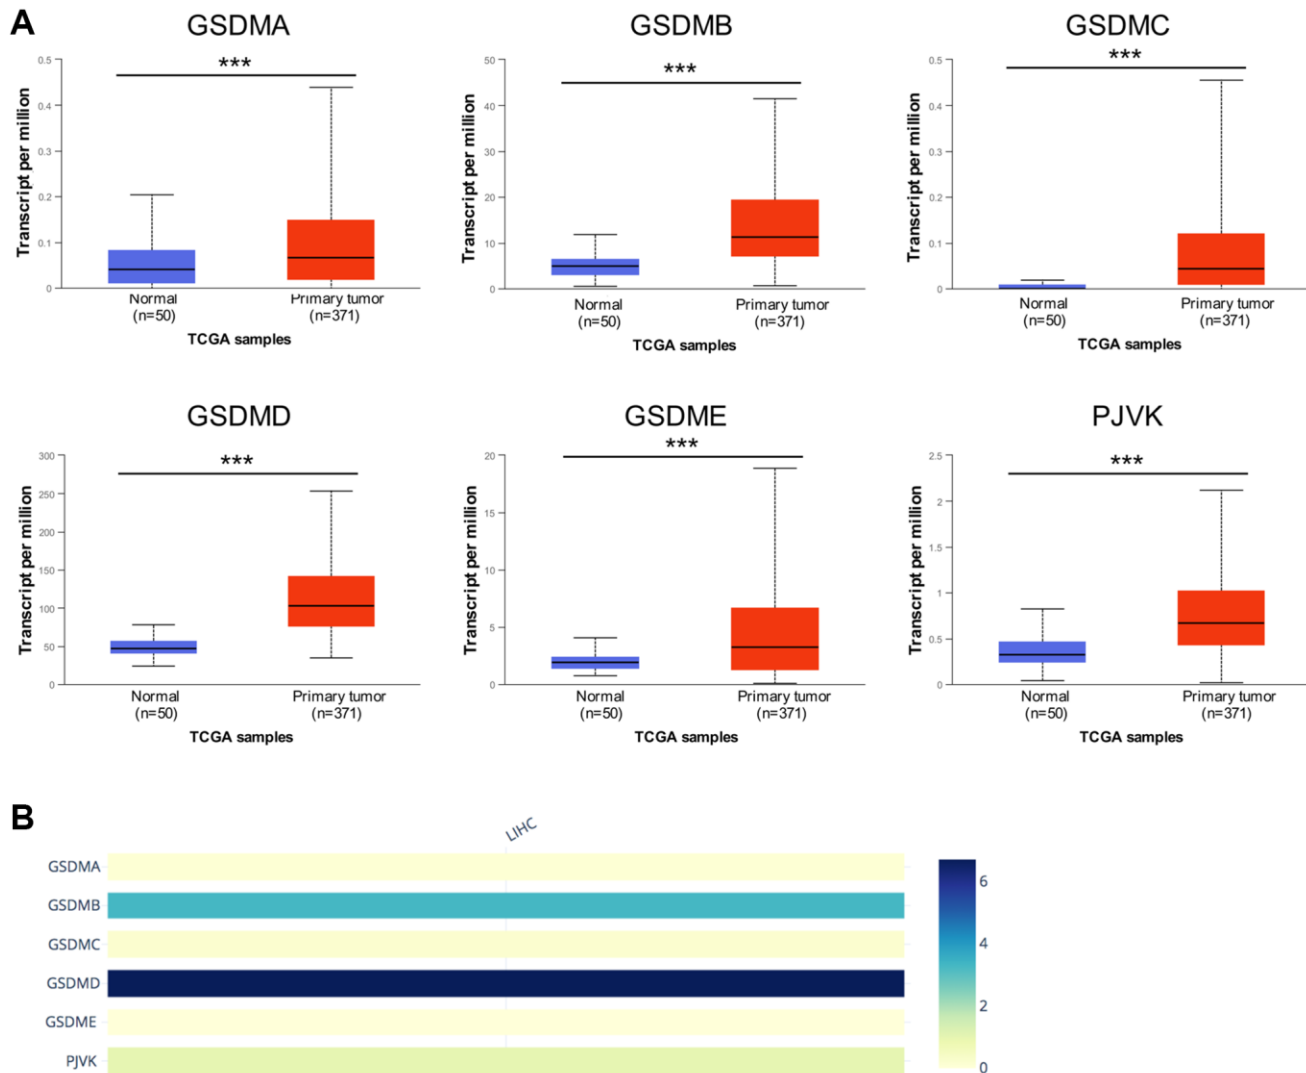 A
GSDMA
***
Transcript per million
0.5
0.4
0.3
0.2
0.1
0
Normal
(n=50)
Primary tumor
(n=371)
TCGA samples
GSDMB
***
Transcript per million
50
40
30
20
10
0
Normal
(n=50)
Primary tumor
(n=371)
TCGA samples
GSDMC
***
Transcript per million
0.5
0.4
0.3
0.2
0.1
0
Normal
(n=50)
Primary tumor
(n=371)
TCGA samples
GSDMD
***
Transcript per million
300
250
200
150
100
50
0
Normal
(n=50)
Primary tumor
(n=371)
TCGA samples
GSDME
***
Transcript per million
20
15
10
5
0
Normal
(n=50)
Primary tumor
(n=371)
TCGA samples
PJVK
***
Transcript per million
2.5
2
1.5
1
0.5
0
Normal
(n=50)
Primary tumor
(n=371)
TCGA samples
B
LIHC
GSDMA
GSDMB
GSDMC
GSDMD
GSDME
PJVK
6
4
2
0